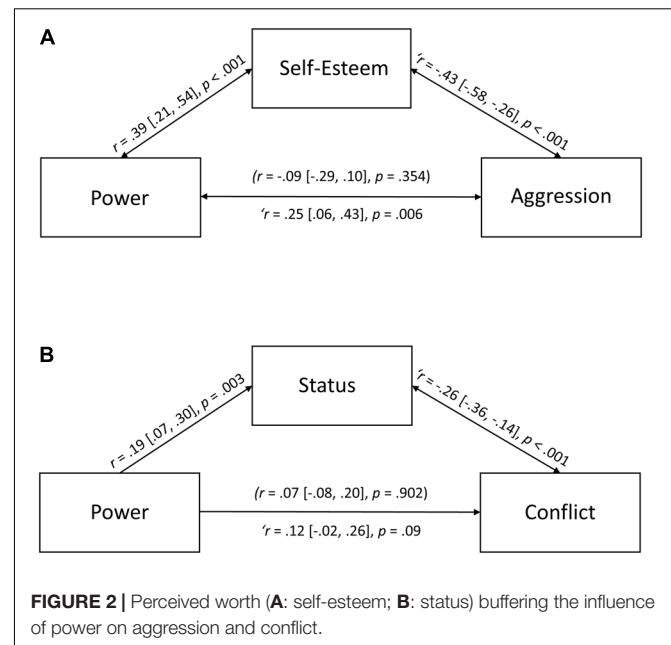 A
Self-Esteem
r = .39 [.21, .54], p < .001
'r = -.43 [-.58, -.26], p < .001
Power
(r = -.09 [-.29, .10], p = .354)
'r = .25 [.06, .43], p = .006
Aggression
B
Status
r = .19 [.07, .30], p = .003
'r = -.26 [-.36, -.14], p < .001
Power
(r = .07 [-.08, .20], p = .902)
'r = .12 [-.02, .26], p = .09
Conflict
FIGURE 2 | Perceived worth (A: self-esteem; B: status) buffering the influence
of power on aggression and conflict.